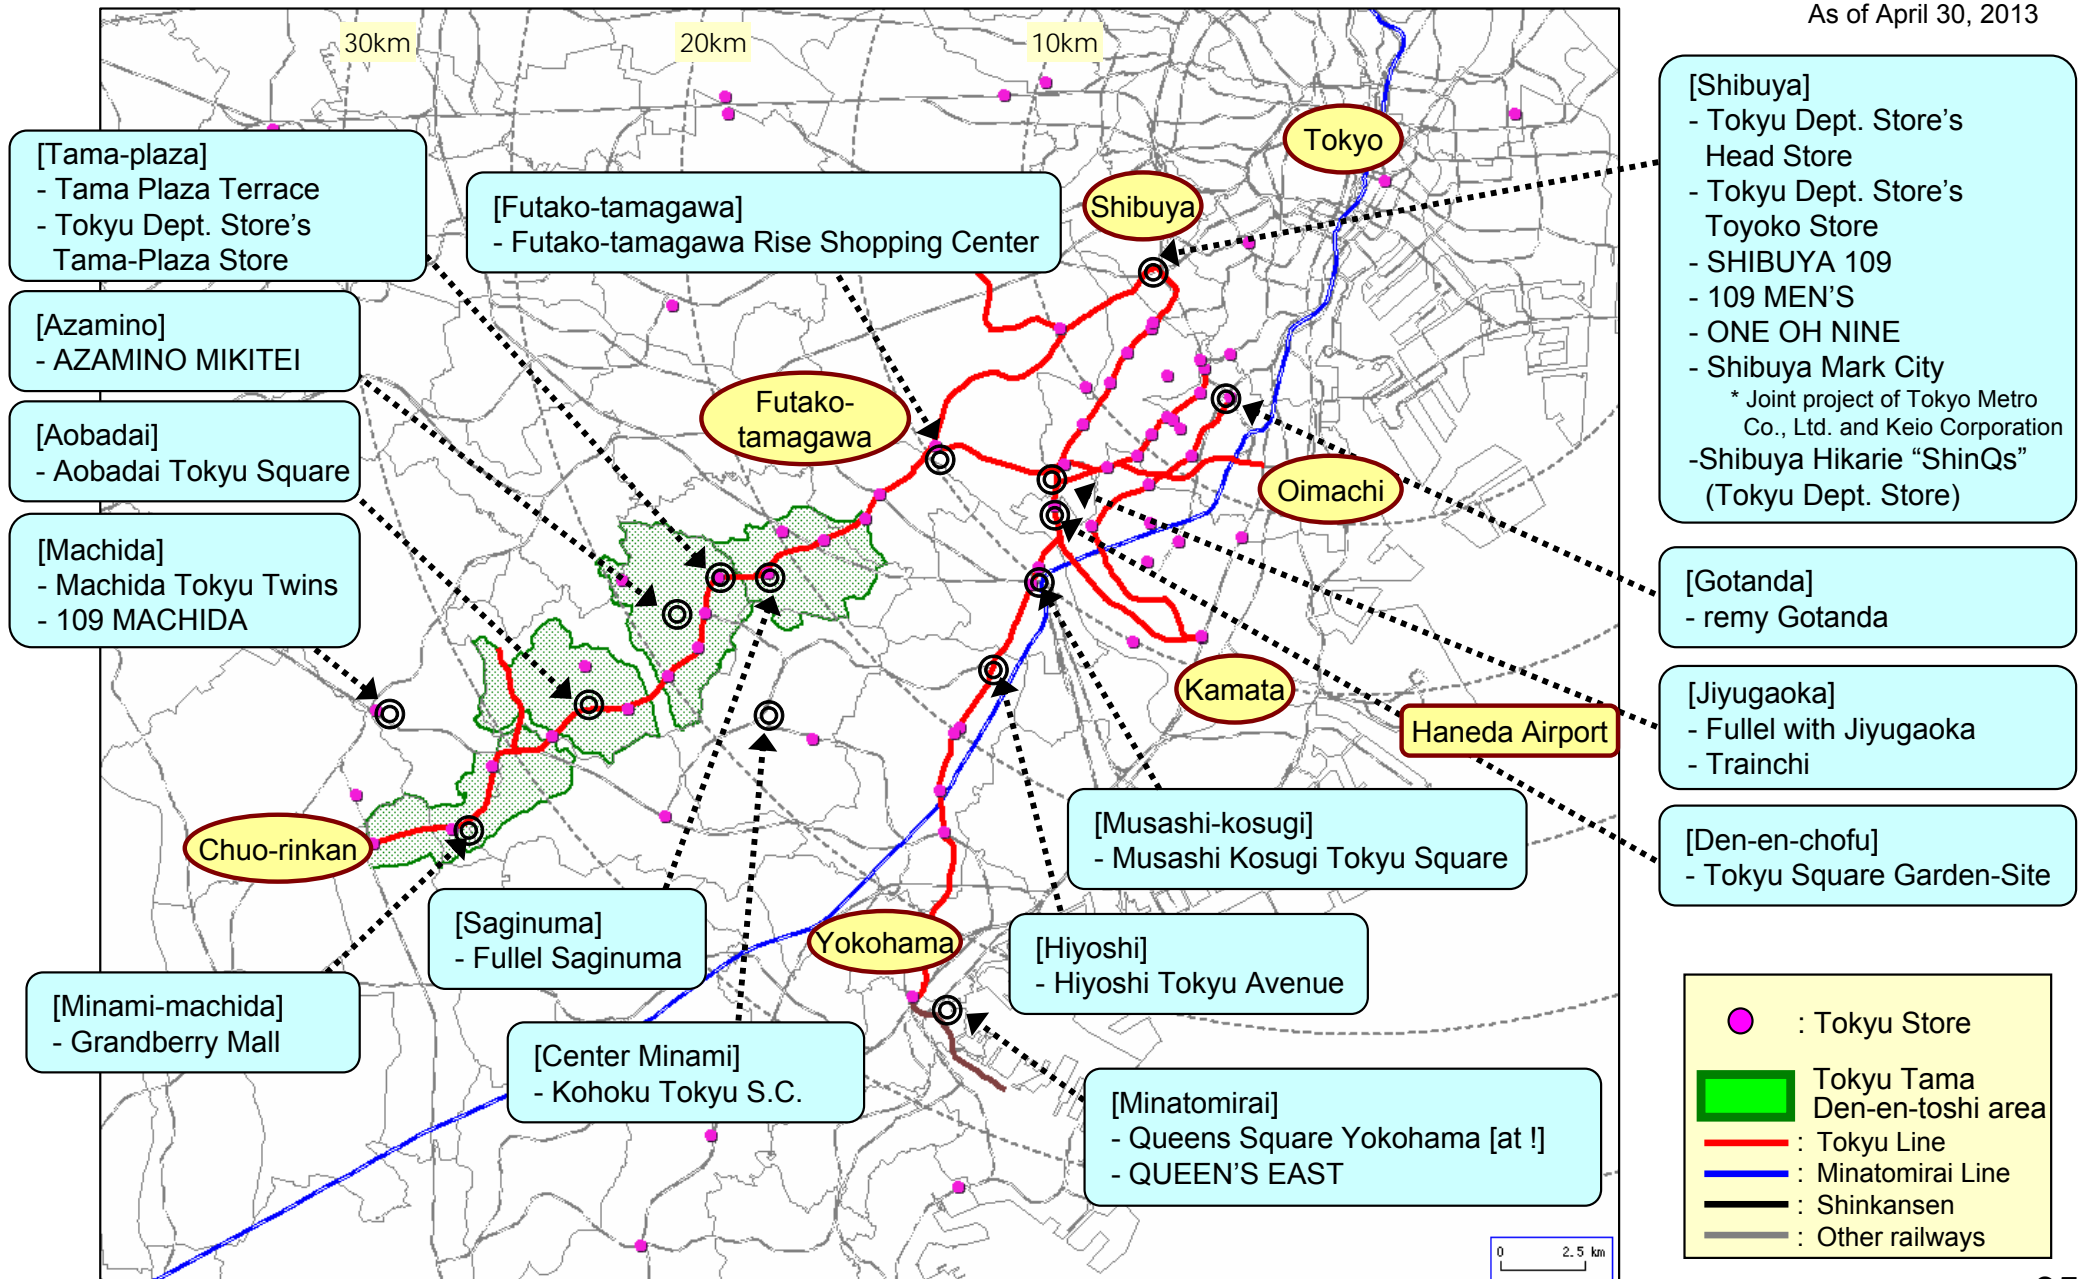 As of April 30, 2013
30km
20km
10km
Tokyo
Shibuya
Futako-
tamagawa
Oimachi
Kamata
Haneda Airport
Chuo-rinkan
Yokohama
[Tama-plaza]
- Tama Plaza Terrace
- Tokyu Dept. Store’s
Tama-Plaza Store
[Azamino]
- AZAMINO MIKITEI
[Aobadai]
- Aobadai Tokyu Square
[Machida]
- Machida Tokyu Twins
- 109 MACHIDA
[Futako-tamagawa]
- Futako-tamagawa Rise Shopping Center
[Shibuya]
- Tokyu Dept. Store’s
Head Store
- Tokyu Dept. Store’s
Toyoko Store
- SHIBUYA 109
- 109 MEN’S
- ONE OH NINE
- Shibuya Mark City
* Joint project of Tokyo Metro
Co., Ltd. and Keio Corporation
-Shibuya Hikarie “ShinQs”
(Tokyu Dept. Store)
[Gotanda]
- remy Gotanda
[Jiyugaoka]
- Fullel with Jiyugaoka
- Trainchi
[Den-en-chofu]
- Tokyu Square Garden-Site
[Musashi-kosugi]
- Musashi Kosugi Tokyu Square
[Saginuma]
- Fullel Saginuma
[Hiyoshi]
- Hiyoshi Tokyu Avenue
[Minami-machida]
- Grandberry Mall
[Center Minami]
- Kohoku Tokyu S.C.
[Minatomirai]
- Queens Square Yokohama [at !]
- QUEEN’S EAST
: Tokyu Store
Tokyu Tama
Den-en-toshi area
: Tokyu Line
: Minatomirai Line
: Shinkansen
: Other railways
0 2.5 km